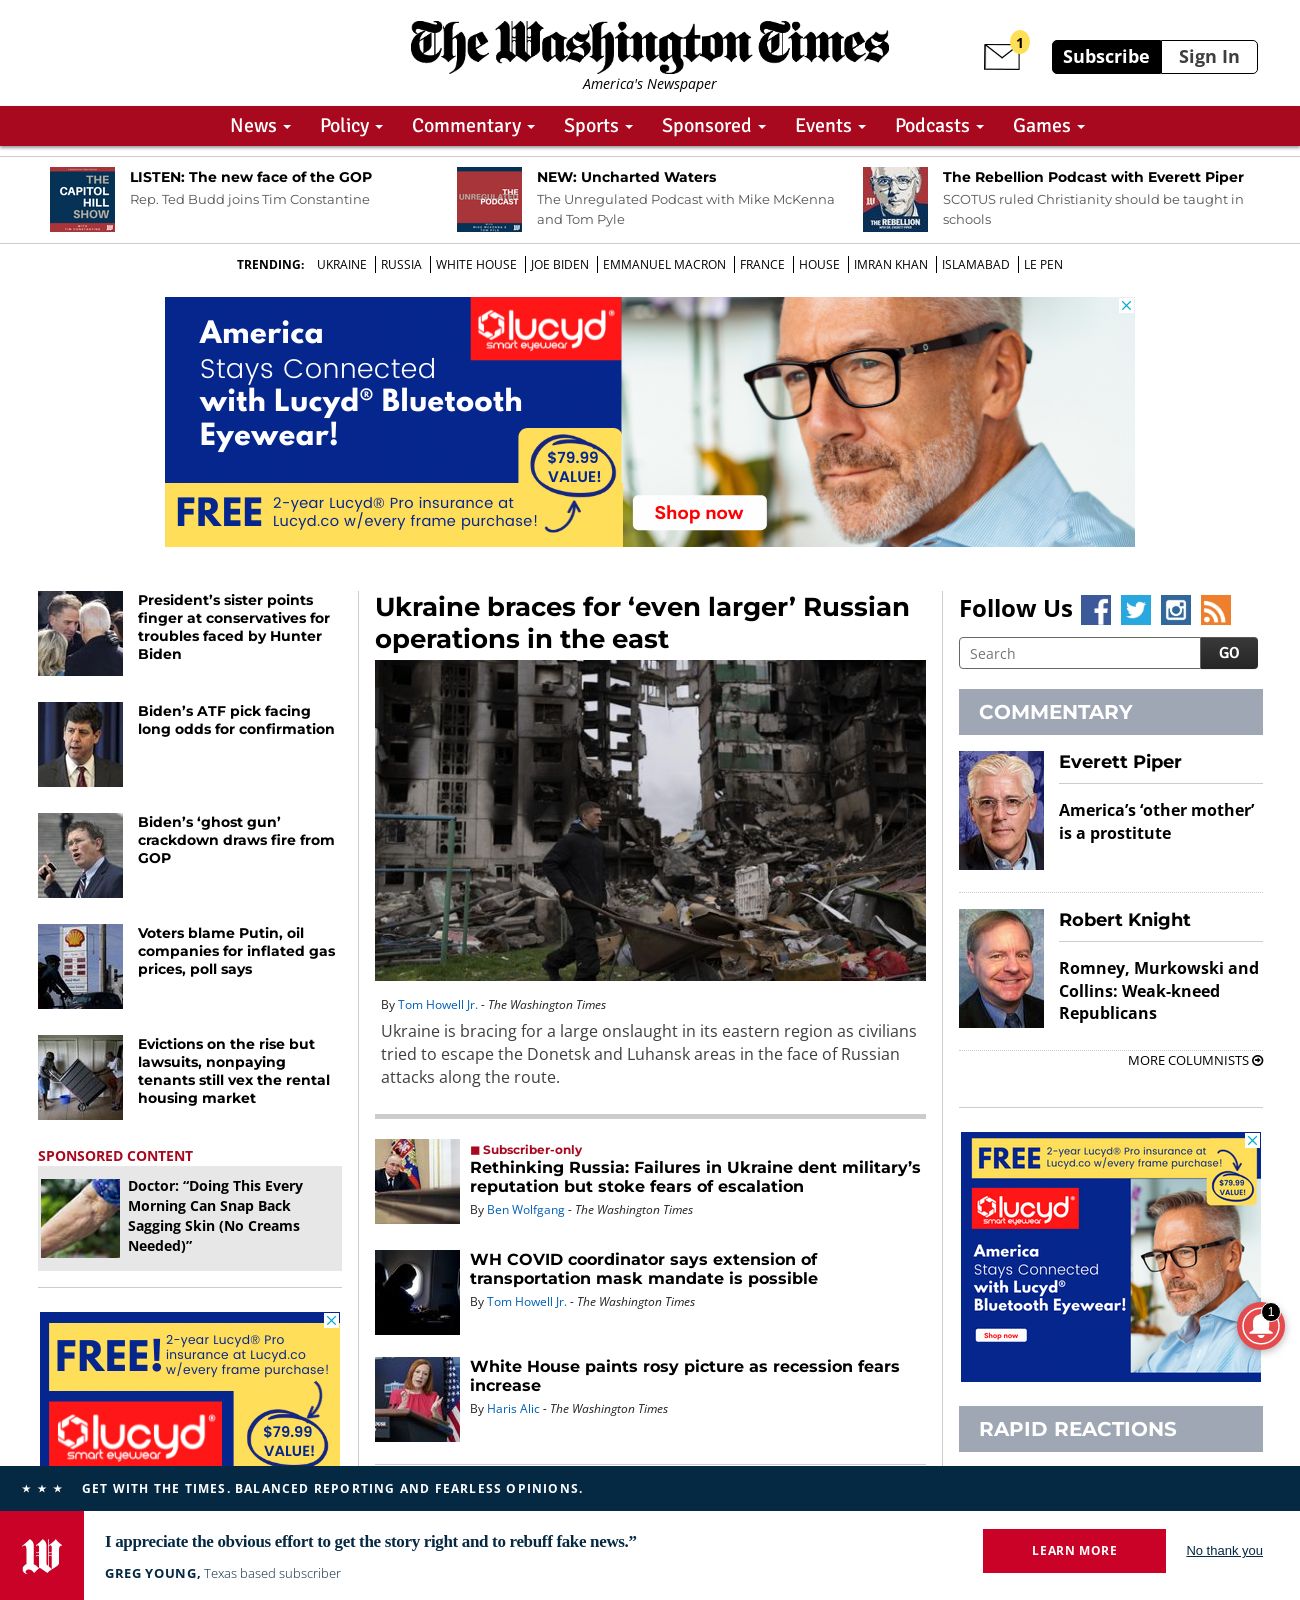 The Washington Times
America's Newspaper
1
Subscribe
Sign In
News
Policy
Commentary
Sports
Sponsored
Events
Podcasts
Games
THE
CAPITOL
HILL
SHOW
LISTEN: The new face of the GOP
Rep. Ted Budd joins Tim Constantine
THE
UNREGULATED
PODCAST
NEW: Uncharted Waters
The Unregulated Podcast with Mike McKenna
and Tom Pyle
THE REBELLION
The Rebellion Podcast with Everett Piper
SCOTUS ruled Christianity should be taught in
schools
TRENDING: UKRAINE RUSSIA WHITE HOUSE JOE BIDEN EMMANUEL MACRON FRANCE HOUSE IMRAN KHAN ISLAMABAD LE PEN
America
Stays Connected
with Lucyd® Bluetooth
Eyewear!
lucyd®
smart eyewear
$79.99
VALUE!
FREE
2-year Lucyd® Pro insurance at
Lucyd.co w/every frame purchase!
Shop now
President’s sister points
finger at conservatives for
troubles faced by Hunter
Biden
Biden’s ATF pick facing
long odds for confirmation
Biden’s ‘ghost gun’
crackdown draws fire from
GOP
Voters blame Putin, oil
companies for inflated gas
prices, poll says
Evictions on the rise but
lawsuits, nonpaying
tenants still vex the rental
housing market
SPONSORED CONTENT
Doctor: “Doing This Every
Morning Can Snap Back
Sagging Skin (No Creams
Needed)”
FREE!
2-year Lucyd® Pro
insurance at Lucyd.co
w/every frame purchase!
lucyd®
smart eyewear
$79.99
VALUE!
Ukraine braces for ‘even larger’ Russian
operations in the east
By Tom Howell Jr. - The Washington Times
Ukraine is bracing for a large onslaught in its eastern region as civilians
tried to escape the Donetsk and Luhansk areas in the face of Russian
attacks along the route.
Subscriber-only
Rethinking Russia: Failures in Ukraine dent military’s
reputation but stoke fears of escalation
By Ben Wolfgang - The Washington Times
WH COVID coordinator says extension of
transportation mask mandate is possible
By Tom Howell Jr. - The Washington Times
White House paints rosy picture as recession fears
increase
By Haris Alic - The Washington Times
Follow Us
Search
GO
COMMENTARY
Everett Piper
America’s ‘other mother’
is a prostitute
Robert Knight
Romney, Murkowski and
Collins: Weak-kneed
Republicans
MORE COLUMNISTS
FREE
2-year Lucyd® Pro insurance at
Lucyd.co w/every frame purchase!
$79.99
VALUE!
lucyd®
smart eyewear
America
Stays Connected
with Lucyd®
Bluetooth Eyewear!
Shop now
1
RAPID REACTIONS
GET WITH THE TIMES. BALANCED REPORTING AND FEARLESS OPINIONS.
W
I appreciate the obvious effort to get the story right and to rebuff fake news.”
GREG YOUNG, Texas based subscriber
LEARN MORE
No thank you